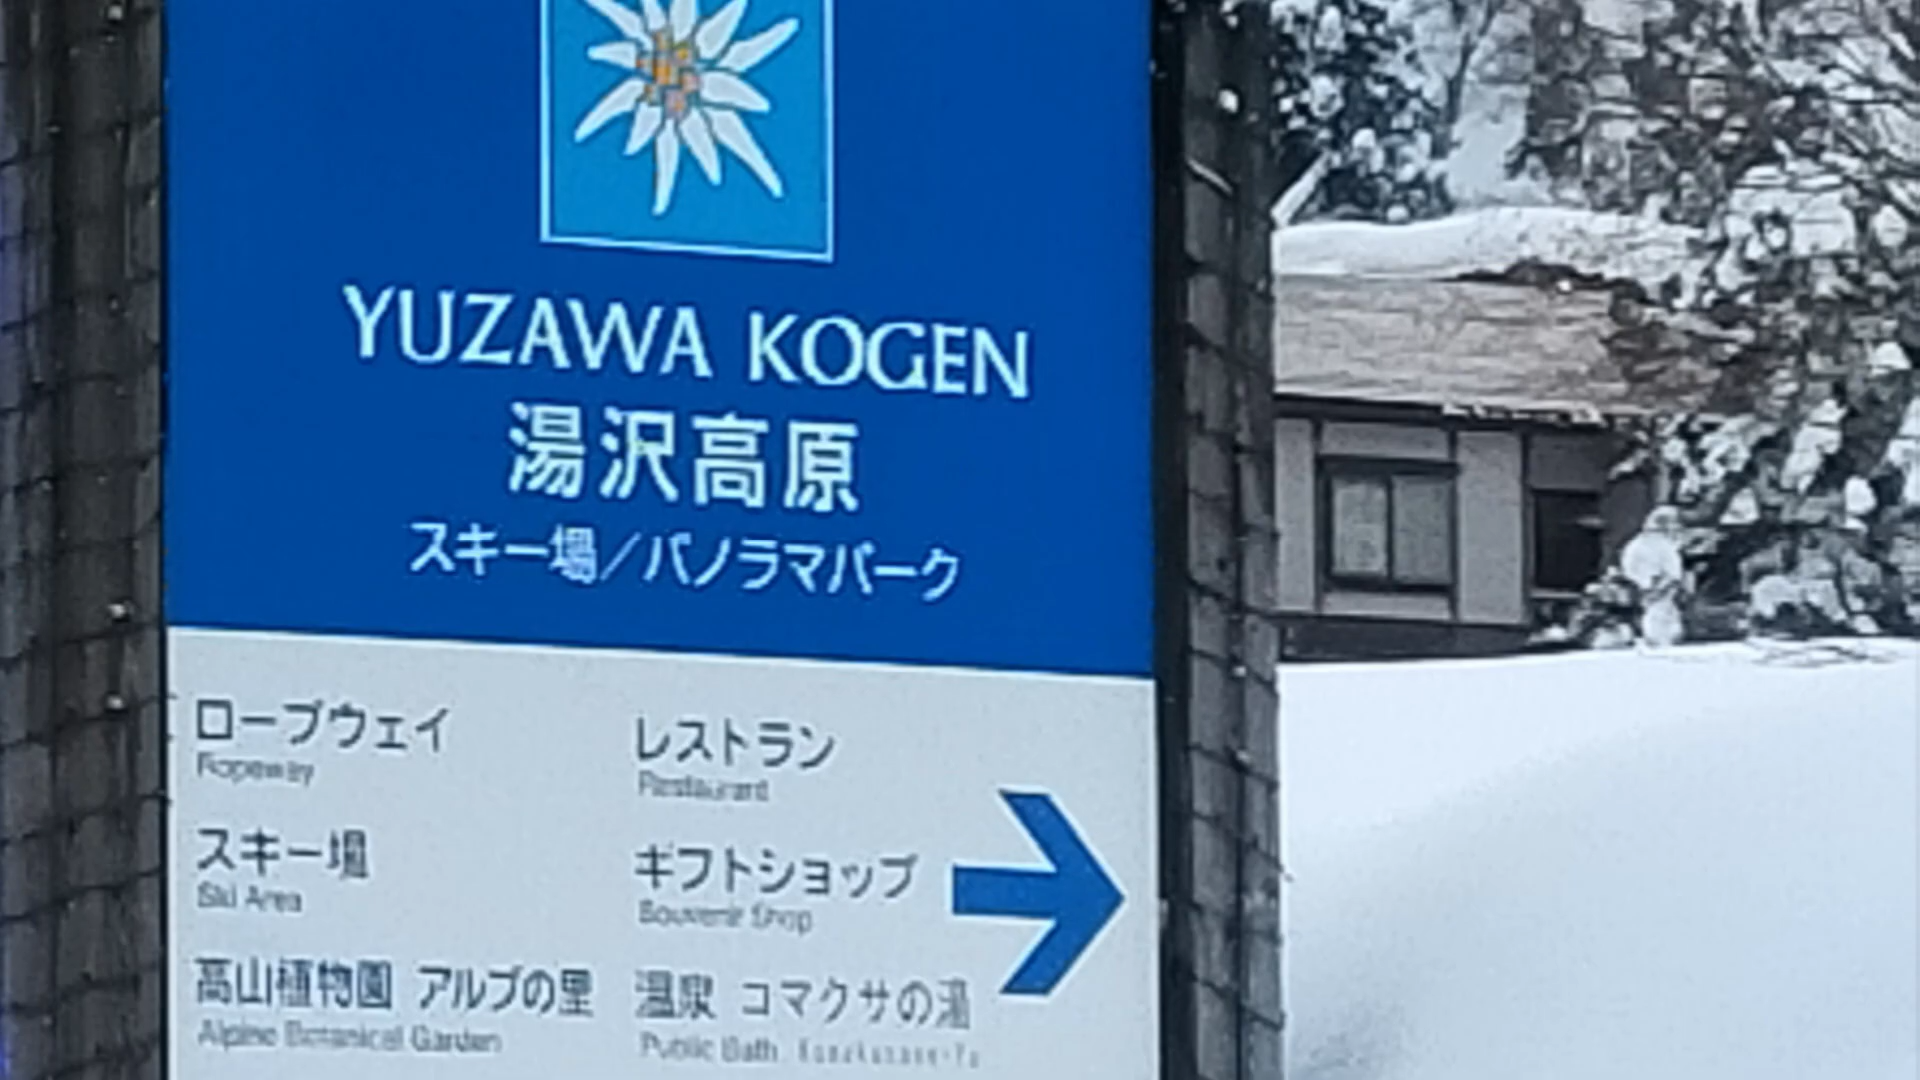 YUZAWA KOGEN
湯沢高原
スキー場／パノラマパーク
ロープウェイ
Ropeway
レストラン
Restaurant
スキー場
Ski Area
ギフトショップ
Souvenir Shop
高山植物園 アルプの里
Alpine Botanical Garden
温泉 コマクサの湯
Public Bath